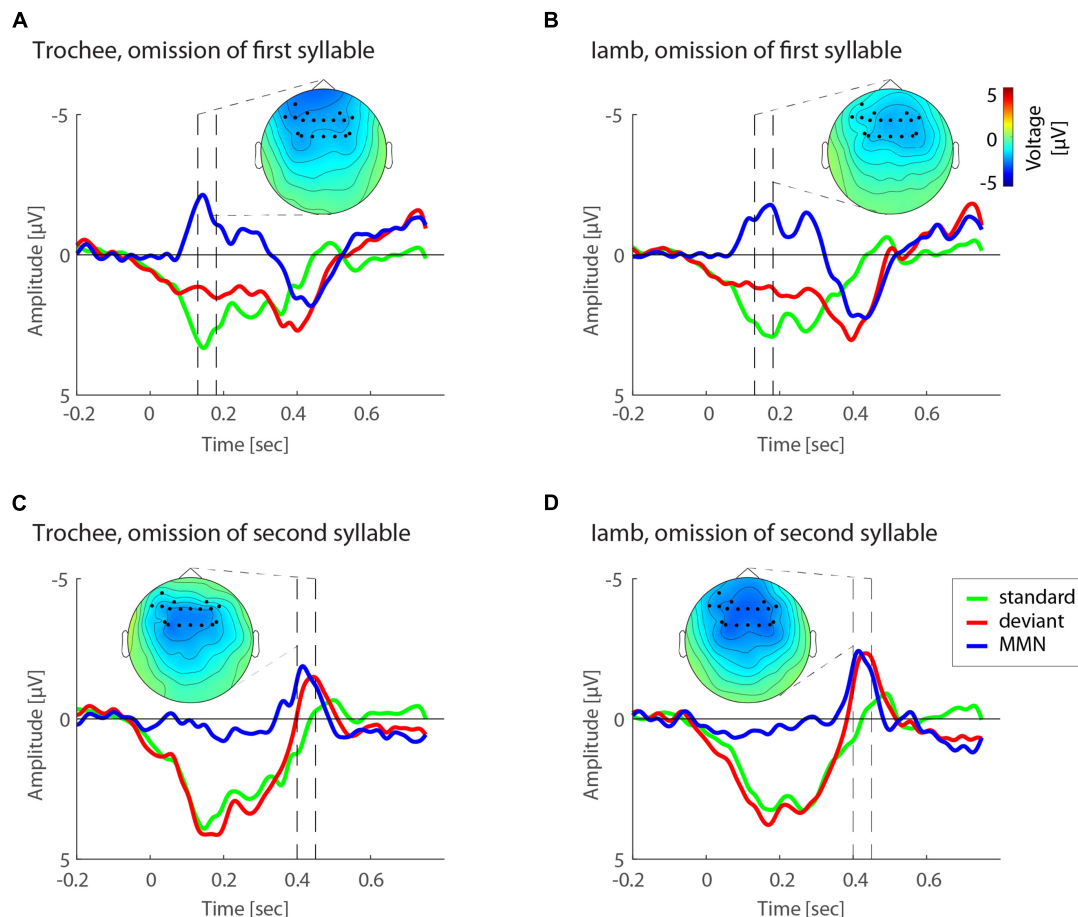 A
Trochee, omission of first syllable
-5
0
5
Amplitude [µV]
-0.2
0
0.2
0.4
0.6
Time [sec]
B
Iamb, omission of first syllable
-5
0
5
Amplitude [µV]
-0.2
0
0.2
0.4
0.6
Time [sec]
5
0
-5
Voltage
[µV]
C
Trochee, omission of second syllable
-5
0
5
Amplitude [µV]
-0.2
0
0.2
0.4
0.6
Time [sec]
D
Iamb, omission of second syllable
-5
0
5
Amplitude [µV]
-0.2
0
0.2
0.4
0.6
Time [sec]
standard
deviant
MMN